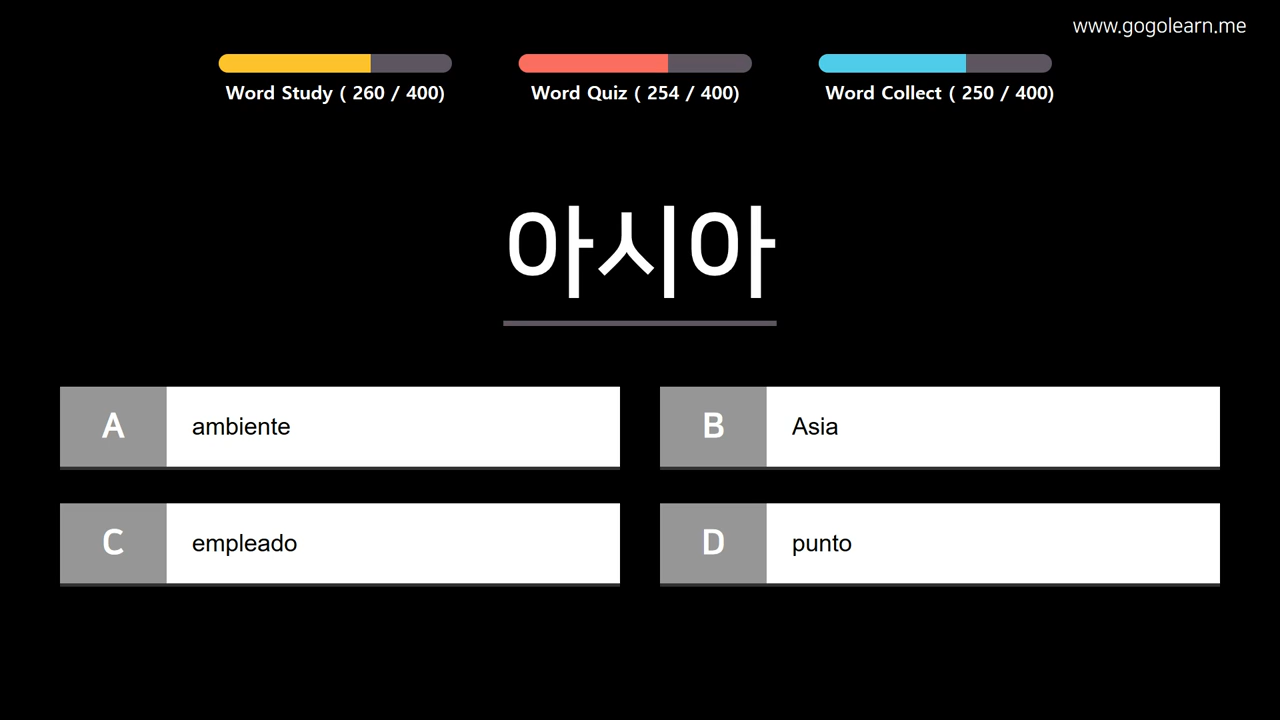 www.gogolearn.me
Word Study ( 260 / 400)
Word Quiz ( 254 / 400)
Word Collect ( 250 / 400)
아시아
A ambiente
B Asia
C empleado
D punto